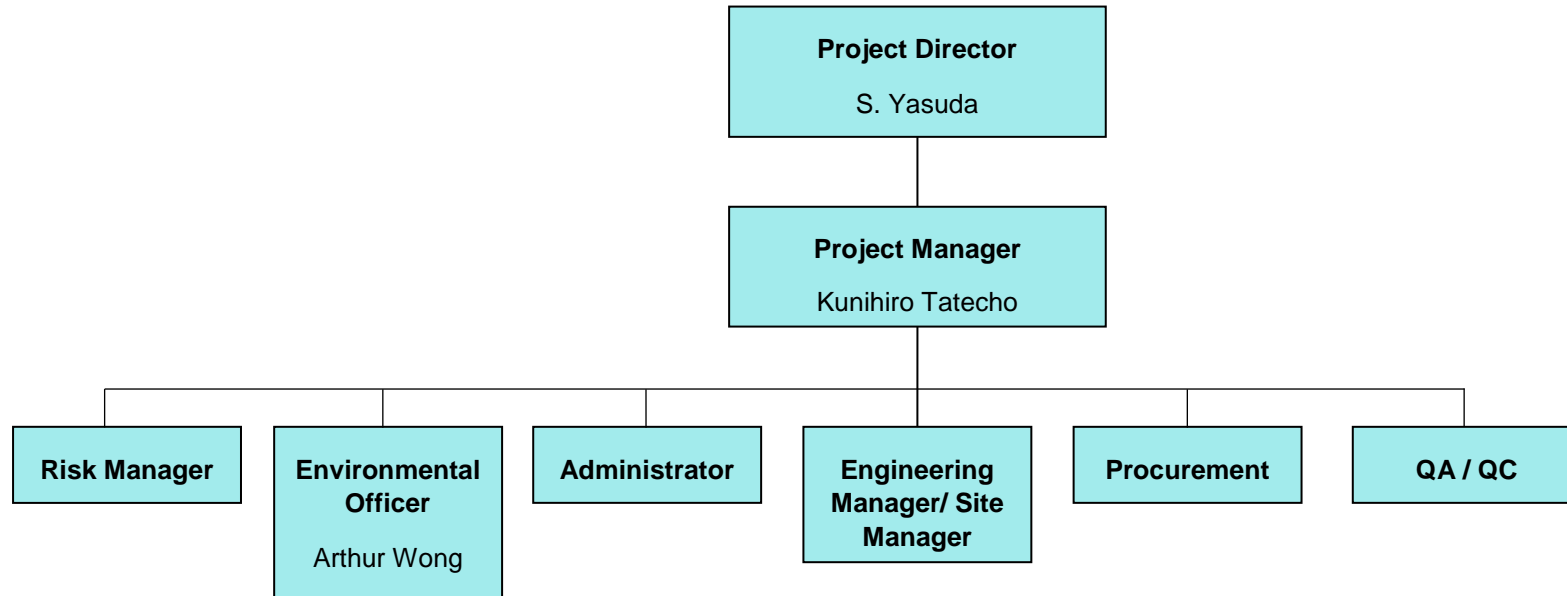 Project Director
S. Yasuda
Project Manager
Kunihiro Tatecho
Risk Manager
Environmental
Officer
Arthur Wong
Administrator
Engineering
Manager/ Site
Manager
Procurement
QA / QC